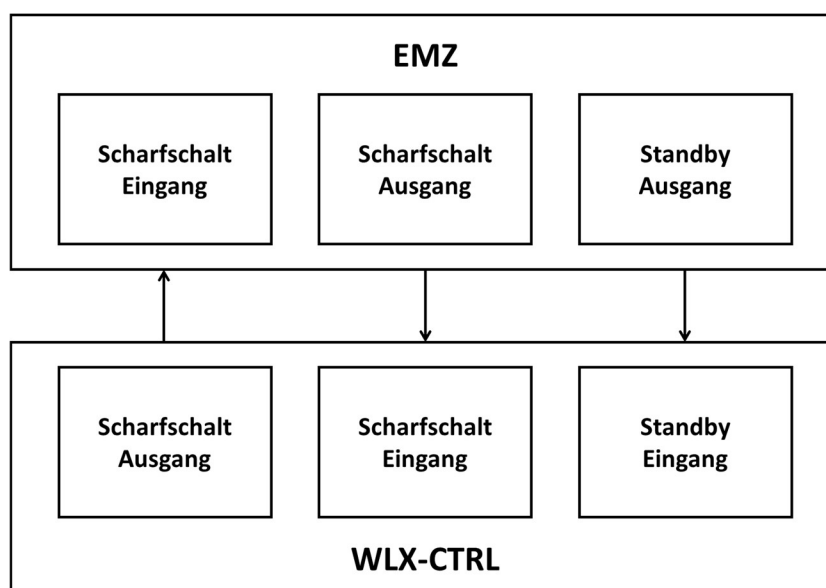 EMZ
Scharfschalt
Eingang
Scharfschalt
Ausgang
Standby
Ausgang
Scharfschalt
Ausgang
Scharfschalt
Eingang
Standby
Eingang
WLX-CTRL